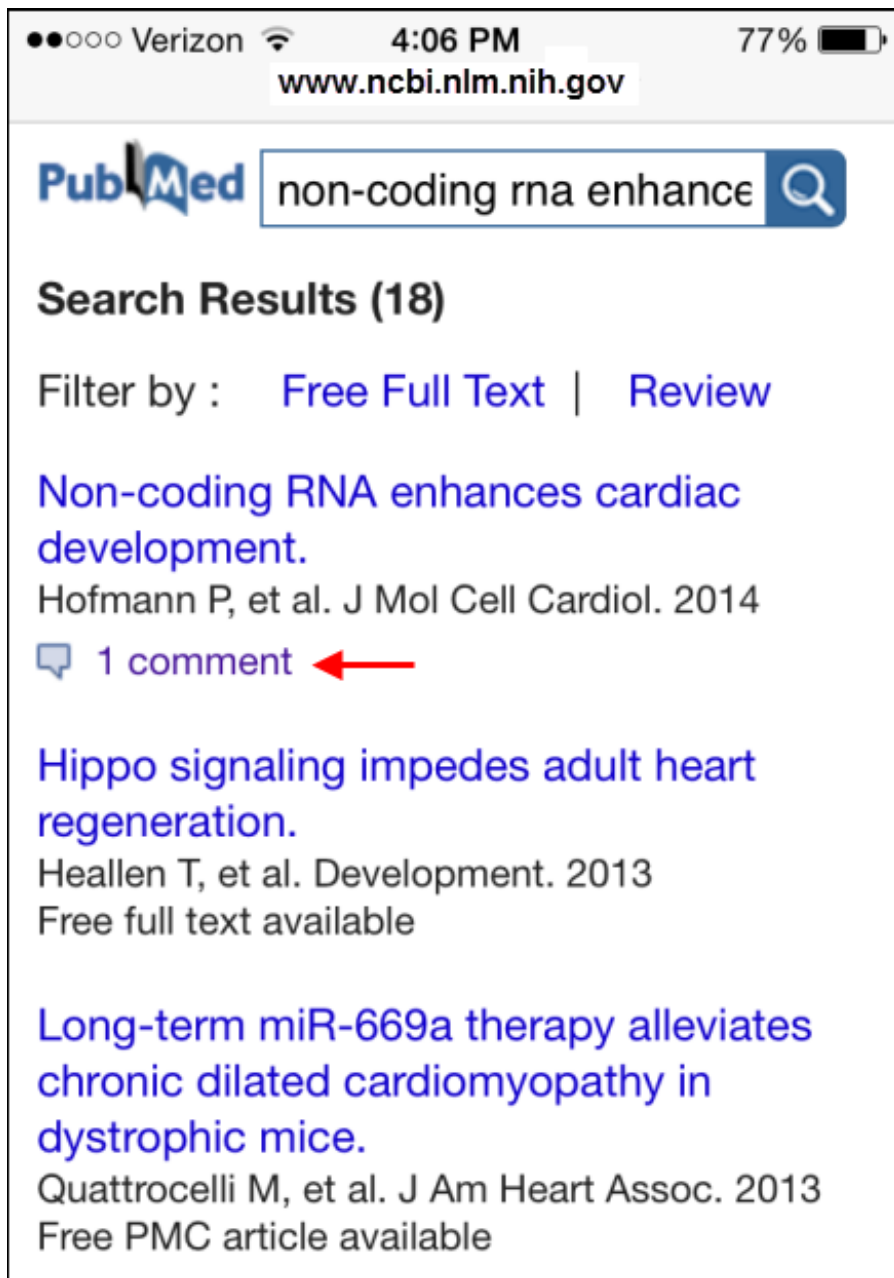 Verizon 4:06 PM 77%
www.ncbi.nlm.nih.gov
PubMed non-coding rna enhance
Search Results (18)
Filter by : Free Full Text | Review
Non-coding RNA enhances cardiac
development.
Hofmann P, et al. J Mol Cell Cardiol. 2014
1 comment
Hippo signaling impedes adult heart
regeneration.
Heallen T, et al. Development. 2013
Free full text available
Long-term miR-669a therapy alleviates
chronic dilated cardiomyopathy in
dystrophic mice.
Quattrocelli M, et al. J Am Heart Assoc. 2013
Free PMC article available